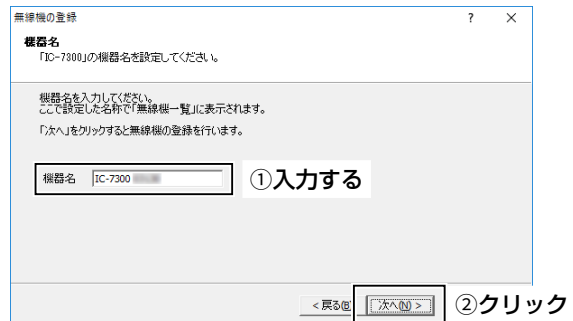 無線機の登録 ?
機器名
「IC-7300」の機器名を設定してください。
機器名を入力してください。
ここで設定した名称で「無線機一覧」に表示されます。
「次へ」をクリックすると無線機の登録を行います。
機器名 IC-7300
①入力する
< 戻る(B)
次へ(N) >
②クリック